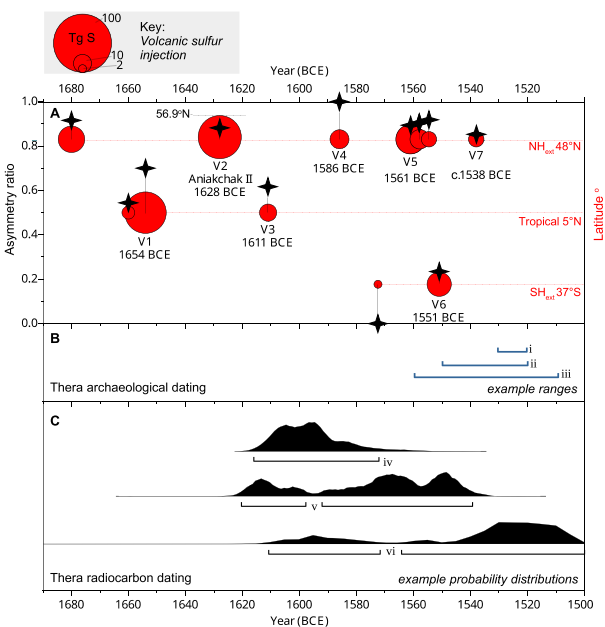 100
Tg S
10
2
Key:
Volcanic sulfur
injection
Year (BCE)
1680 1660 1640 1620 1600 1580 1560 1540 1520
A
1.0
0.8
0.6
0.4
0.2
0.0
Asymmetry ratio
Latitude °
56.9°N
V2
Aniakchak II
1628 BCE
V4
1586 BCE
V5
1561 BCE
V7
c.1538 BCE
NHext 48°N
V1
1654 BCE
V3
1611 BCE
Tropical 5°N
V6
1551 BCE
SHext 37°S
B
i
ii
iii
Thera archaeological dating
example ranges
C
iv
v
vi
Thera radiocarbon dating
example probability distributions
1680 1660 1640 1620 1600 1580 1560 1540 1520 1500
Year (BCE)